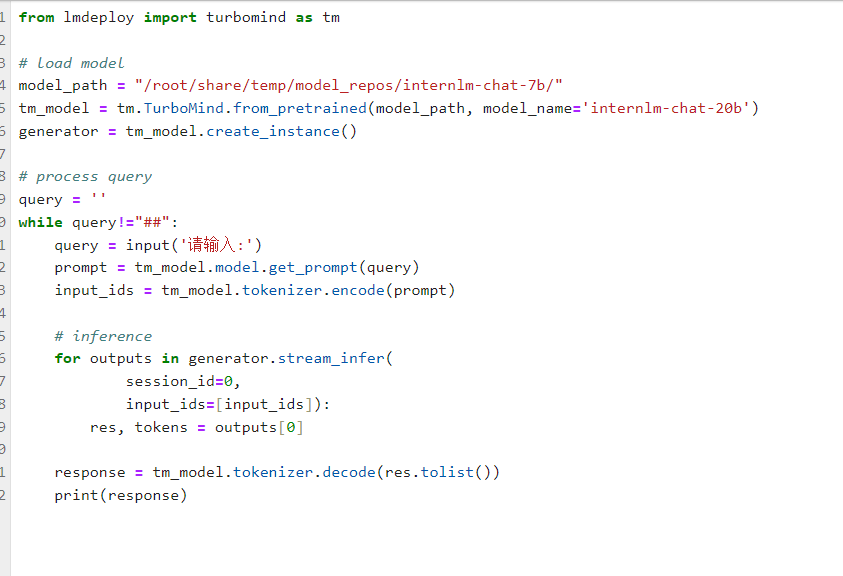 1 from lmdeploy import turbomind as tm
2
3 # load model
4 model_path = "/root/share/temp/model_repos/internlm-chat-7b/"
5 tm_model = tm.TurboMind.from_pretrained(model_path, model_name='internlm-chat-20b')
6 generator = tm_model.create_instance()
7
8 # process query
9 query = ''
0 while query!="##":
1     query = input('请输入:')
2     prompt = tm_model.model.get_prompt(query)
3     input_ids = tm_model.tokenizer.encode(prompt)
4
5     # inference
6     for outputs in generator.stream_infer(
7             session_id=0,
8             input_ids=[input_ids]):
9         res, tokens = outputs[0]
0
1     response = tm_model.tokenizer.decode(res.tolist())
2     print(response)